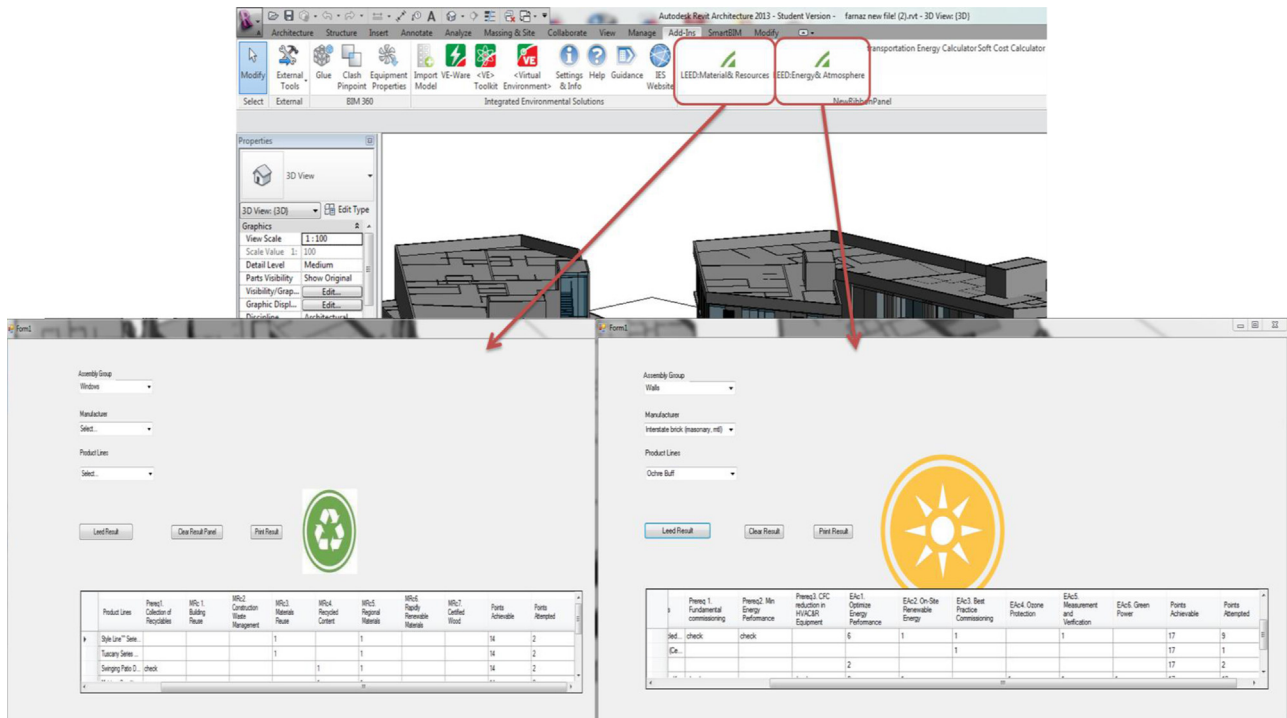 Autodesk Revit Architecture 2013 - Student Version - farnaz new file! (2).rvt - 3D View: {3D}
Architecture Structure Insert Annotate Analyze Massing & Site Collaborate View Manage Add-Ins SmartBIM Modify
Modify
External Tools
Glue
Clash Pinpoint
Equipment Properties
Import Model
VE-Ware
<VE> Toolkit
<Virtual Environment>
Settings & Info
Help
Guidance
IES Website
LEED:Material& Resources
LEED:Energy& Atmosphere
transportation Energy Calculator Soft Cost Calculator
Select External BIM 360 Integrated Environmental Solutions NewRibbonPanel
Properties
3D View
3D View: {3D} Edit Type
Graphics
View Scale 1 : 100
Scale Value 1: 100
Detail Level Medium
Parts Visibility Show Original
Visibility/Grap... Edit...
Graphic Displ... Edit...
Discipline Architectural
Form1
Assembly Group
Windows
Manufacturer
Select...
Product Lines
Select...
Leed Result Clear Result Panel Print Result
Product Lines
Prereq1. Collection of Recyclables
MRc 1. Building Reuse
MRc2. Construction Waste Management
MRc3. Materials Reuse
MRc4. Recycled Content
MRc5. Regional Materials
MRc6. Rapidly Renewable Materials
MRc7. Certified Wood
Points Achievable
Points Attempted
Style Line™ Serie... 1 1 14 2
Tuscany Series ... 1 1 14 2
Swinging Patio D... check 1 1 14 2
Form1
Assembly Group
Walls
Manufacturer
Interstate brick (masonary, mtl)
Product Lines
Ochre Buff
Leed Result Clear Result Print Result
s
Prereq 1. Fundamental commissioning
Prereq2. Min Energy Performance
Prereq3. CFC reduction in HVAC&R Equipment
EAc1. Optimize Energy Performance
EAc2. On-Site Renewable Energy
EAc3. Best Practice Commissioning
EAc4. Ozone Protection
EAc5. Measurement and Verification
EAc6. Green Power
Points Achievable
Points Attempted
ded... check check 6 1 1 1 17 9
(Ce... 1 17 1
2 17 2